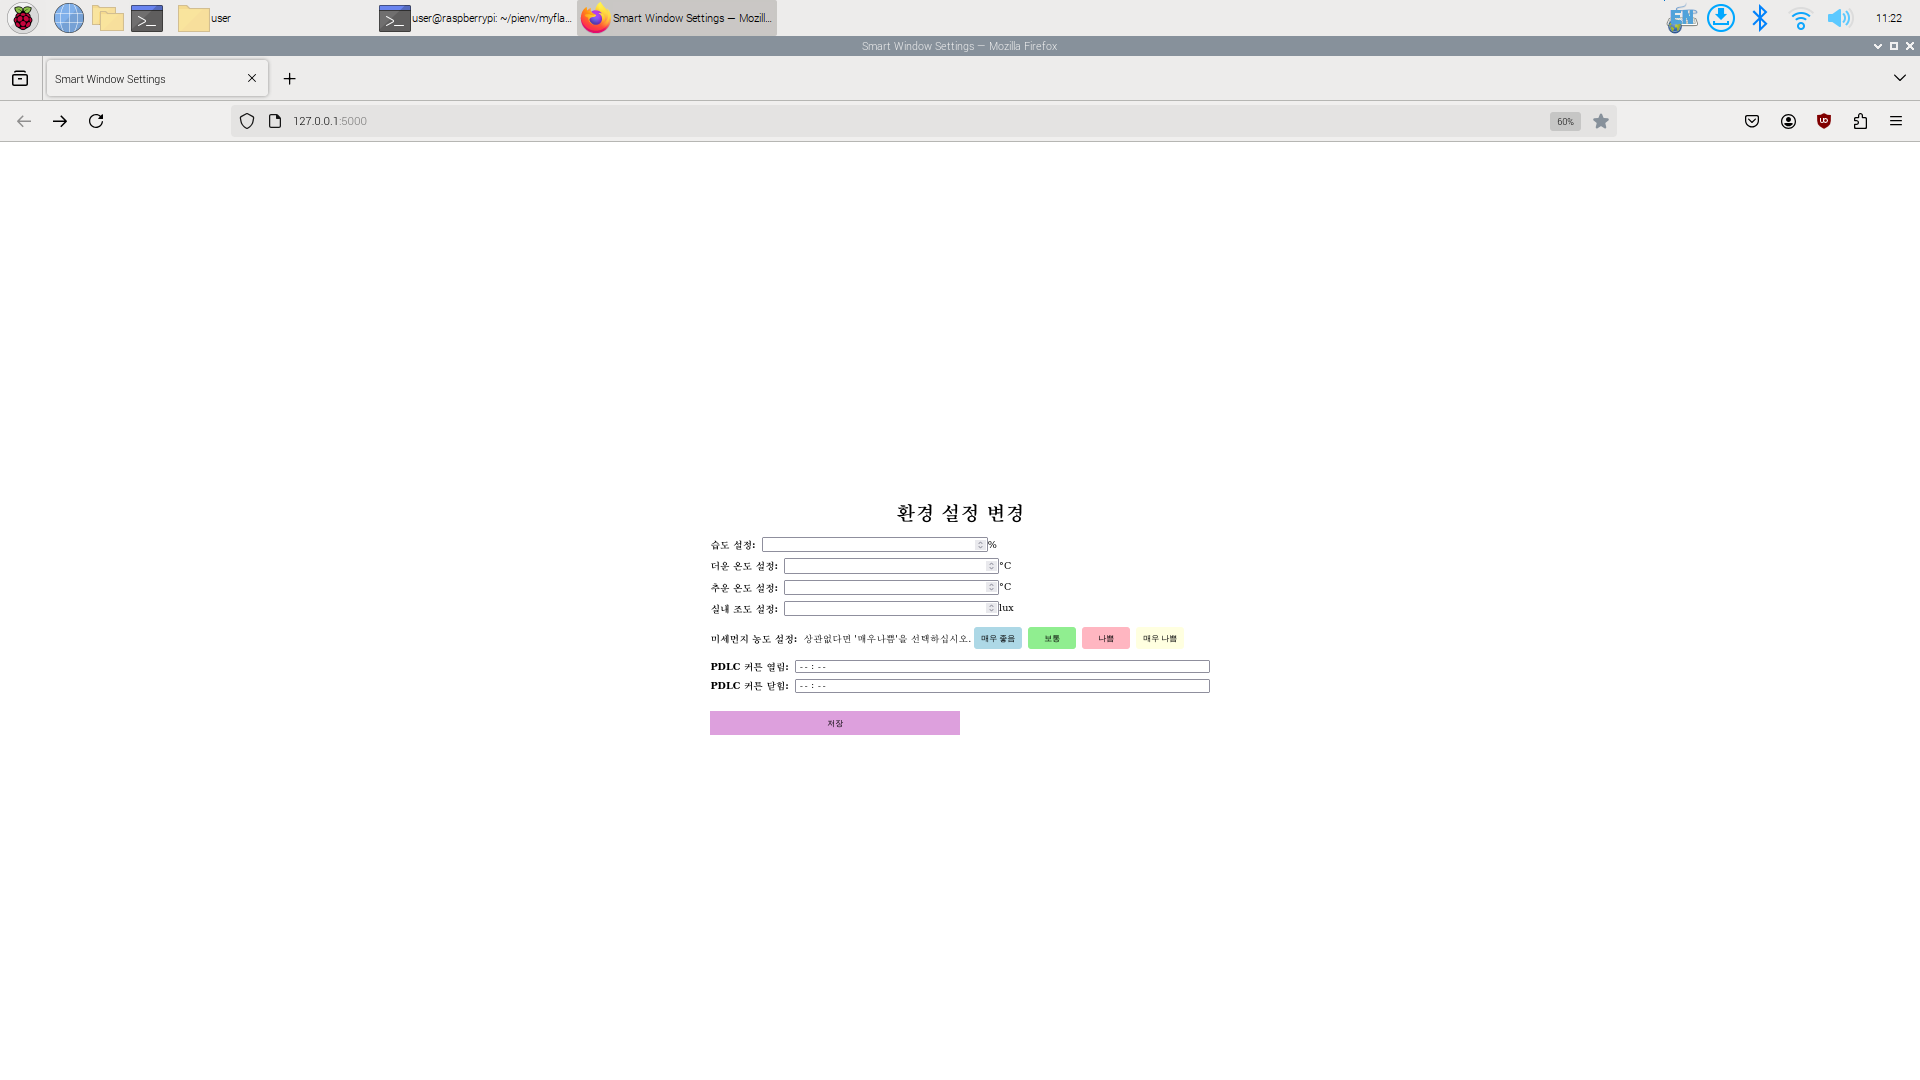 user
user@raspberrypi: ~/pienv/myfla...
Smart Window Settings — Mozill...
EN
11:22
Smart Window Settings — Mozilla Firefox
Smart Window Settings
127.0.0.1:5000
60%
환경 설정 변경
습도 설정: %
더운 온도 설정: °C
추운 온도 설정: °C
실내 조도 설정: lux
미세먼지 농도 설정: 상관없다면 '매우나쁨'을 선택하십시오. 매우 좋음 보통 나쁨 매우 나쁨
PDLC 커튼 열림: --:--
PDLC 커튼 닫힘: --:--
저장